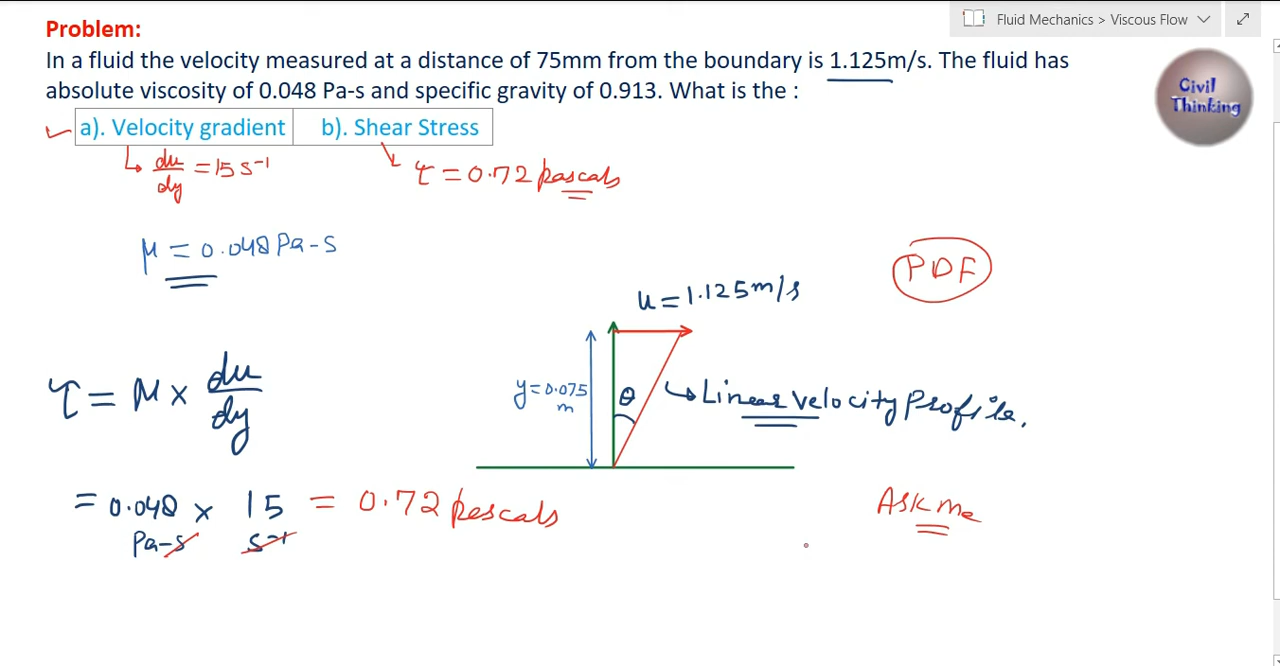 Fluid Mechanics > Viscous Flow
Problem:
In a fluid the velocity measured at a distance of 75mm from the boundary is 1.125m/s. The fluid has
absolute viscosity of 0.048 Pa-s and specific gravity of 0.913. What is the :
Civil
Thinking
a). Velocity gradient b). Shear Stress
du/dy = 15 s⁻¹
τ = 0.72 pascals
μ = 0.048 Pa-s
PDF
u = 1.125 m/s
τ = μ × du/dy
y = 0.075
m
θ
Linear velocity Profile.
= 0.048 × 15 = 0.72 pascals
Pa-s s⁻¹
Ask me